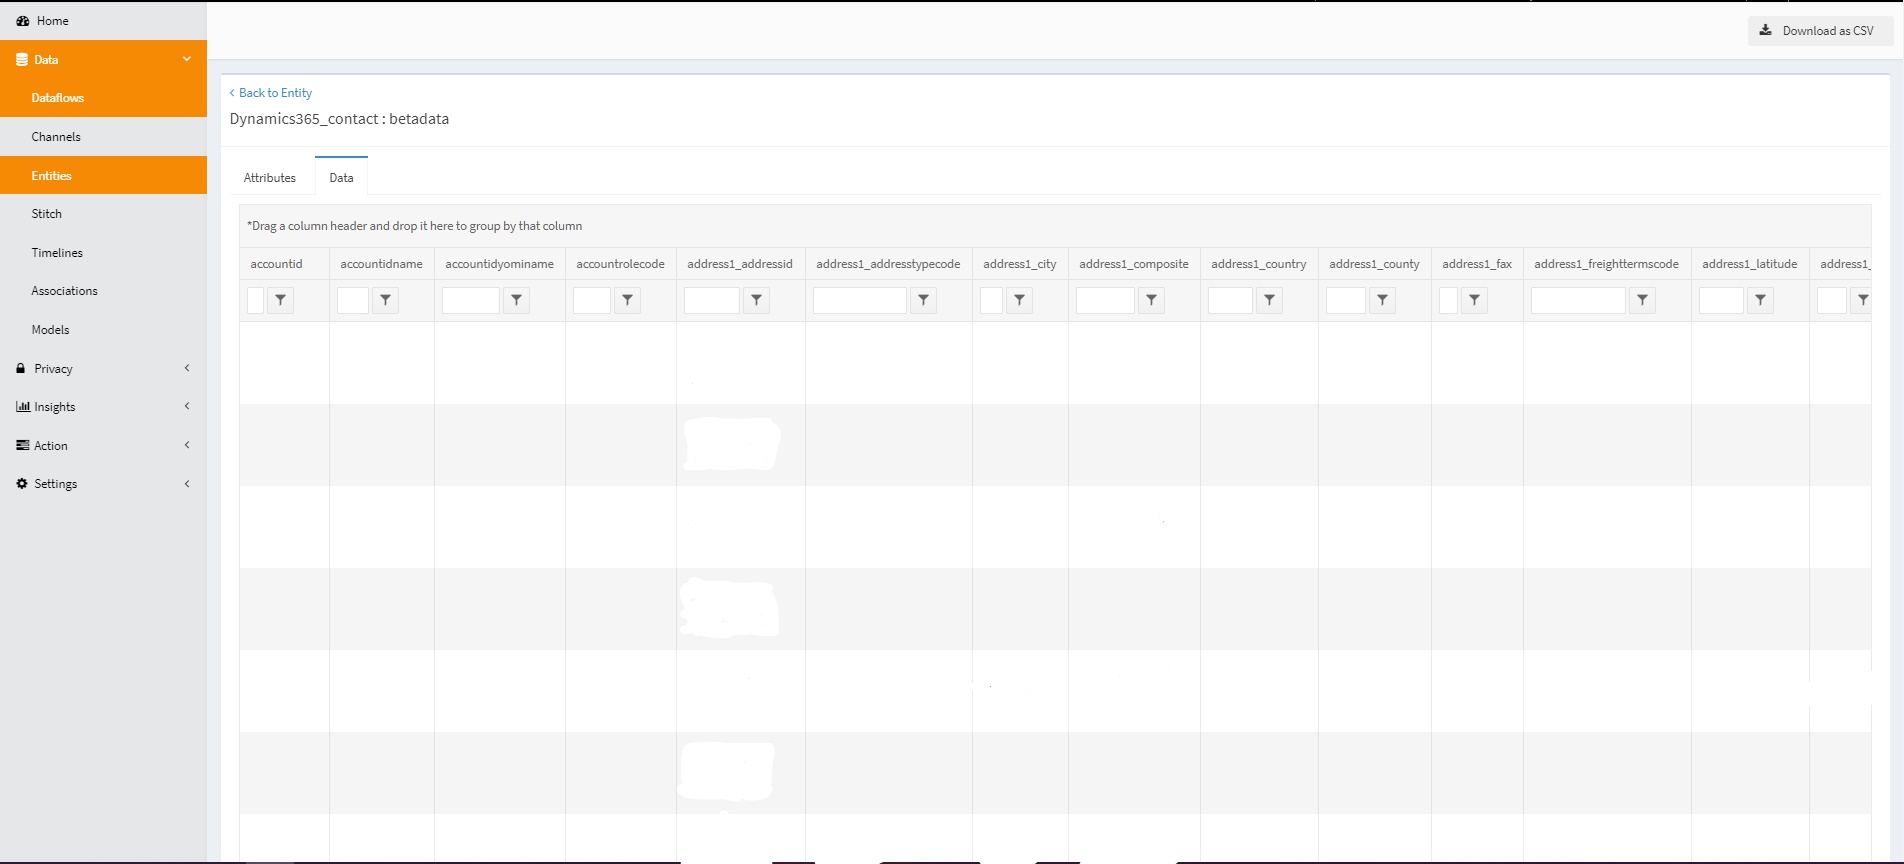 Home
Download as CSV
Data
Dataflows
Channels
Entities
Stitch
Timelines
Associations
Models
Privacy
Insights
Action
Settings
Back to Entity
Dynamics365_contact : betadata
Attributes Data
*Drag a column header and drop it here to group by that column
accountid accountidname accountidyominame accountrolecode address1_addressid address1_addresstypecode address1_city address1_composite address1_country address1_county address1_fax address1_freighttermscode address1_latitude address1_